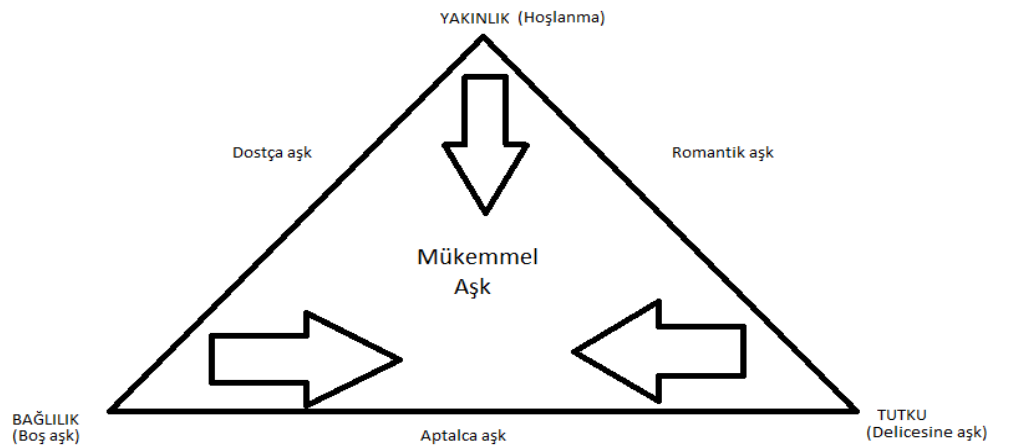 YAKINLIK (Hoşlanma)
Dostça aşk
Romantik aşk
Mükemmel
Aşk
BAĞLILIK
(Boş aşk)
Aptalca aşk
TUTKU
(Delicesine aşk)